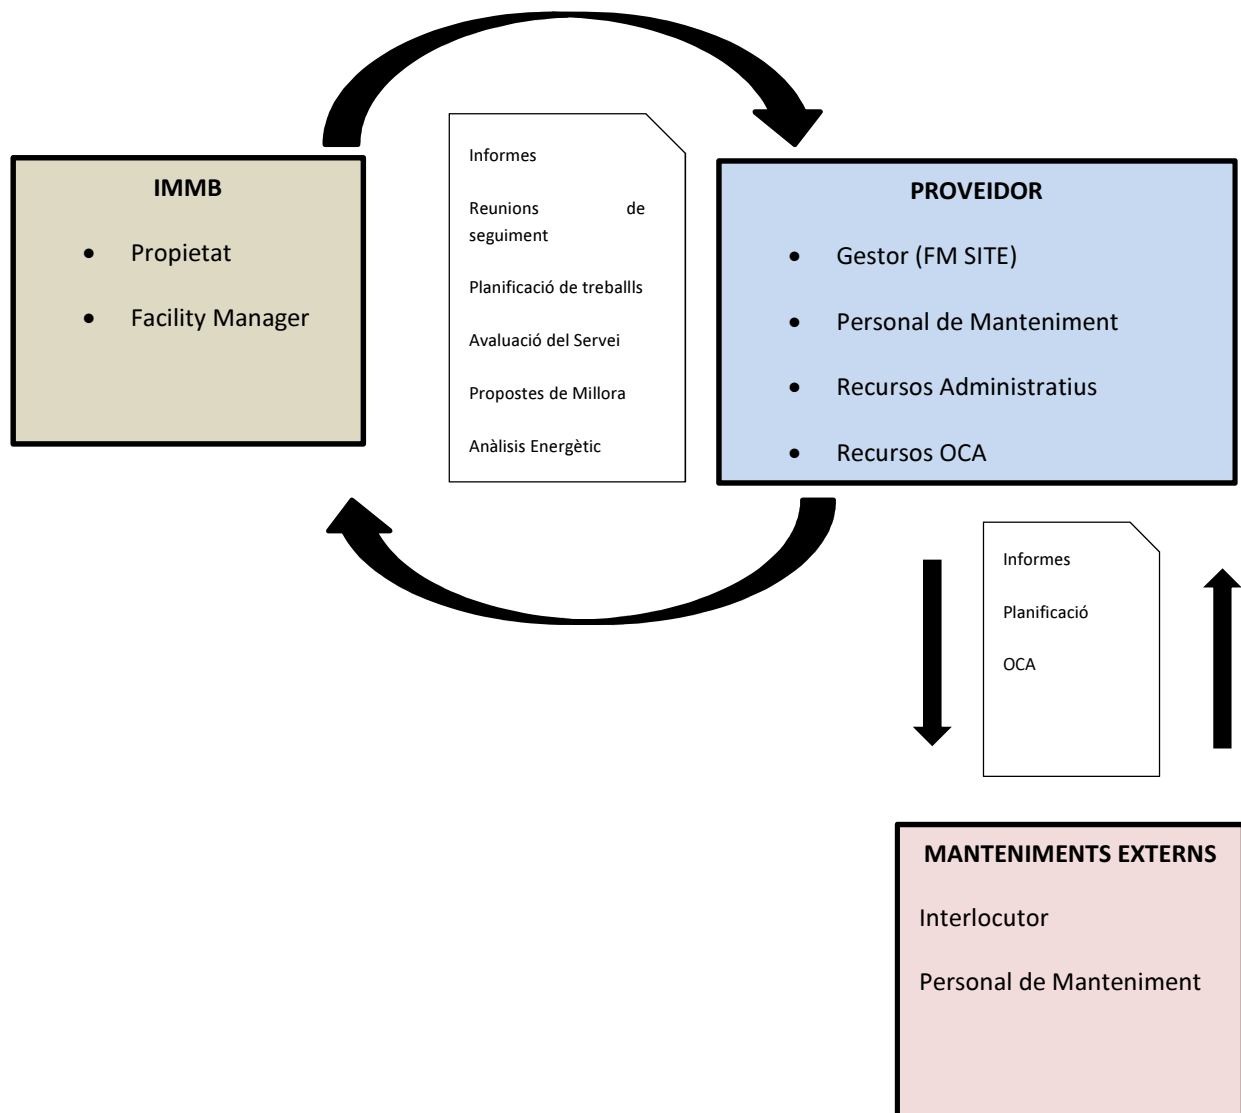 IMMB
• Propietat
• Facility Manager
Informes
Reunions de
seguiment
Planificació de treballls
Avaluació del Servei
Propostes de Millora
Anàlisis Energètic
PROVEIDOR
• Gestor (FM SITE)
• Personal de Manteniment
• Recursos Administratius
• Recursos OCA
Informes
Planificació
OCA
MANTENIMENTS EXTERNS
Interlocutor
Personal de Manteniment